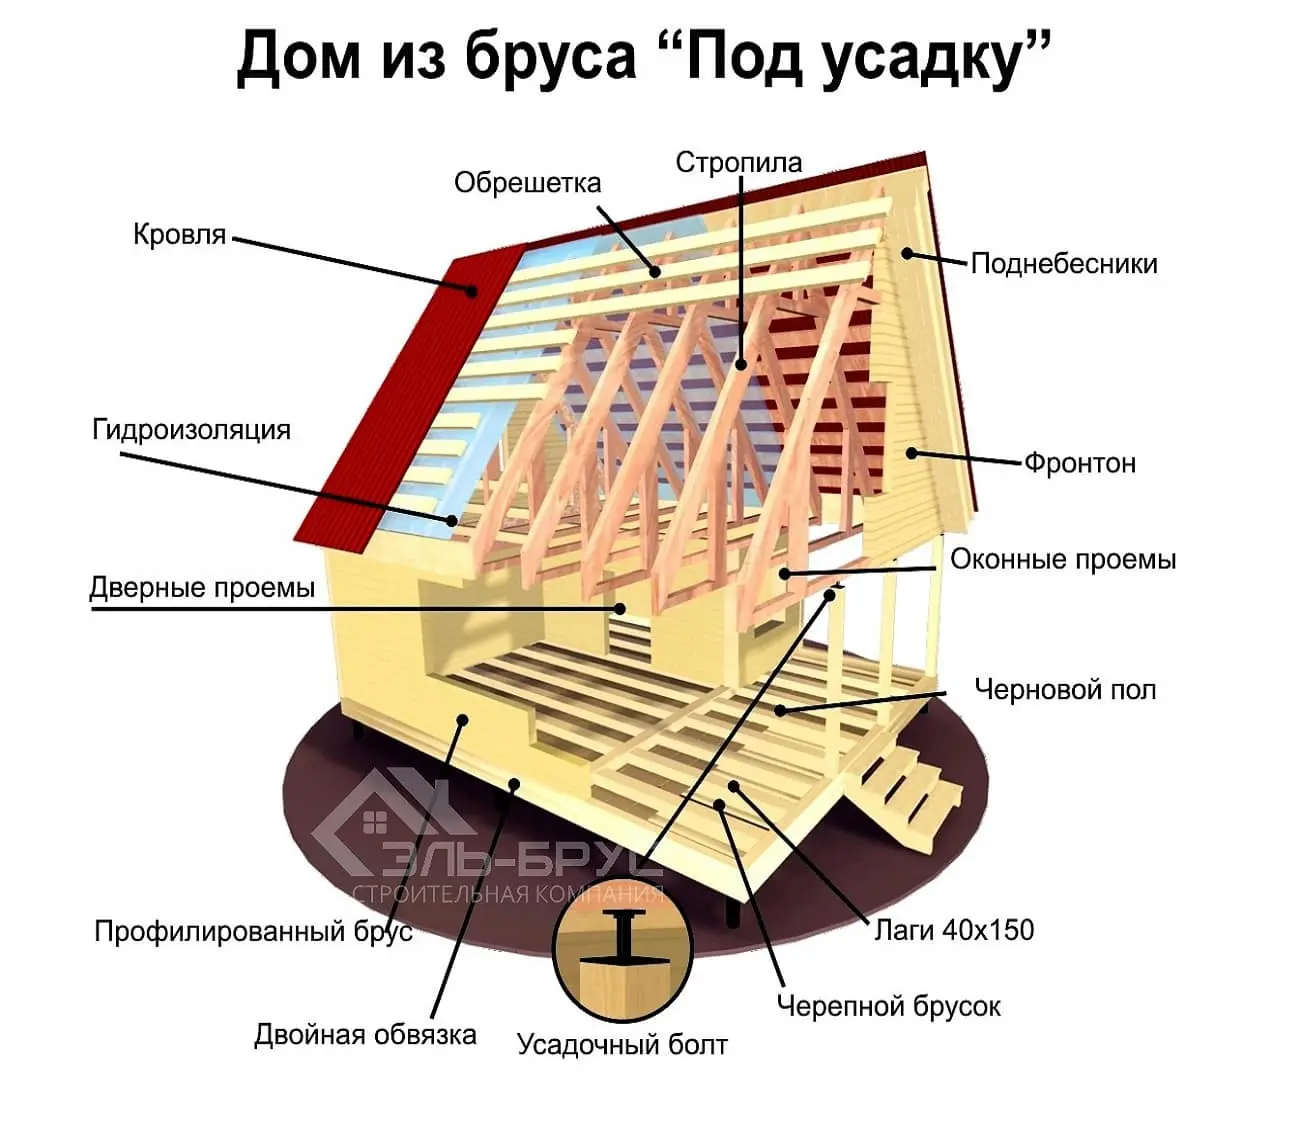 Дом из бруса “Под усадку”
Стропила
Обрешетка
Кровля
Поднебесники
Гидроизоляция
Фронтон
Оконные проемы
Дверные проемы
Черновой пол
ЭЛЬ-БРУС
СТРОИТЕЛЬНАЯ КОМПАНИЯ
Профилированный брус
Лаги 40х150
Черепной брусок
Двойная обвязка
Усадочный болт